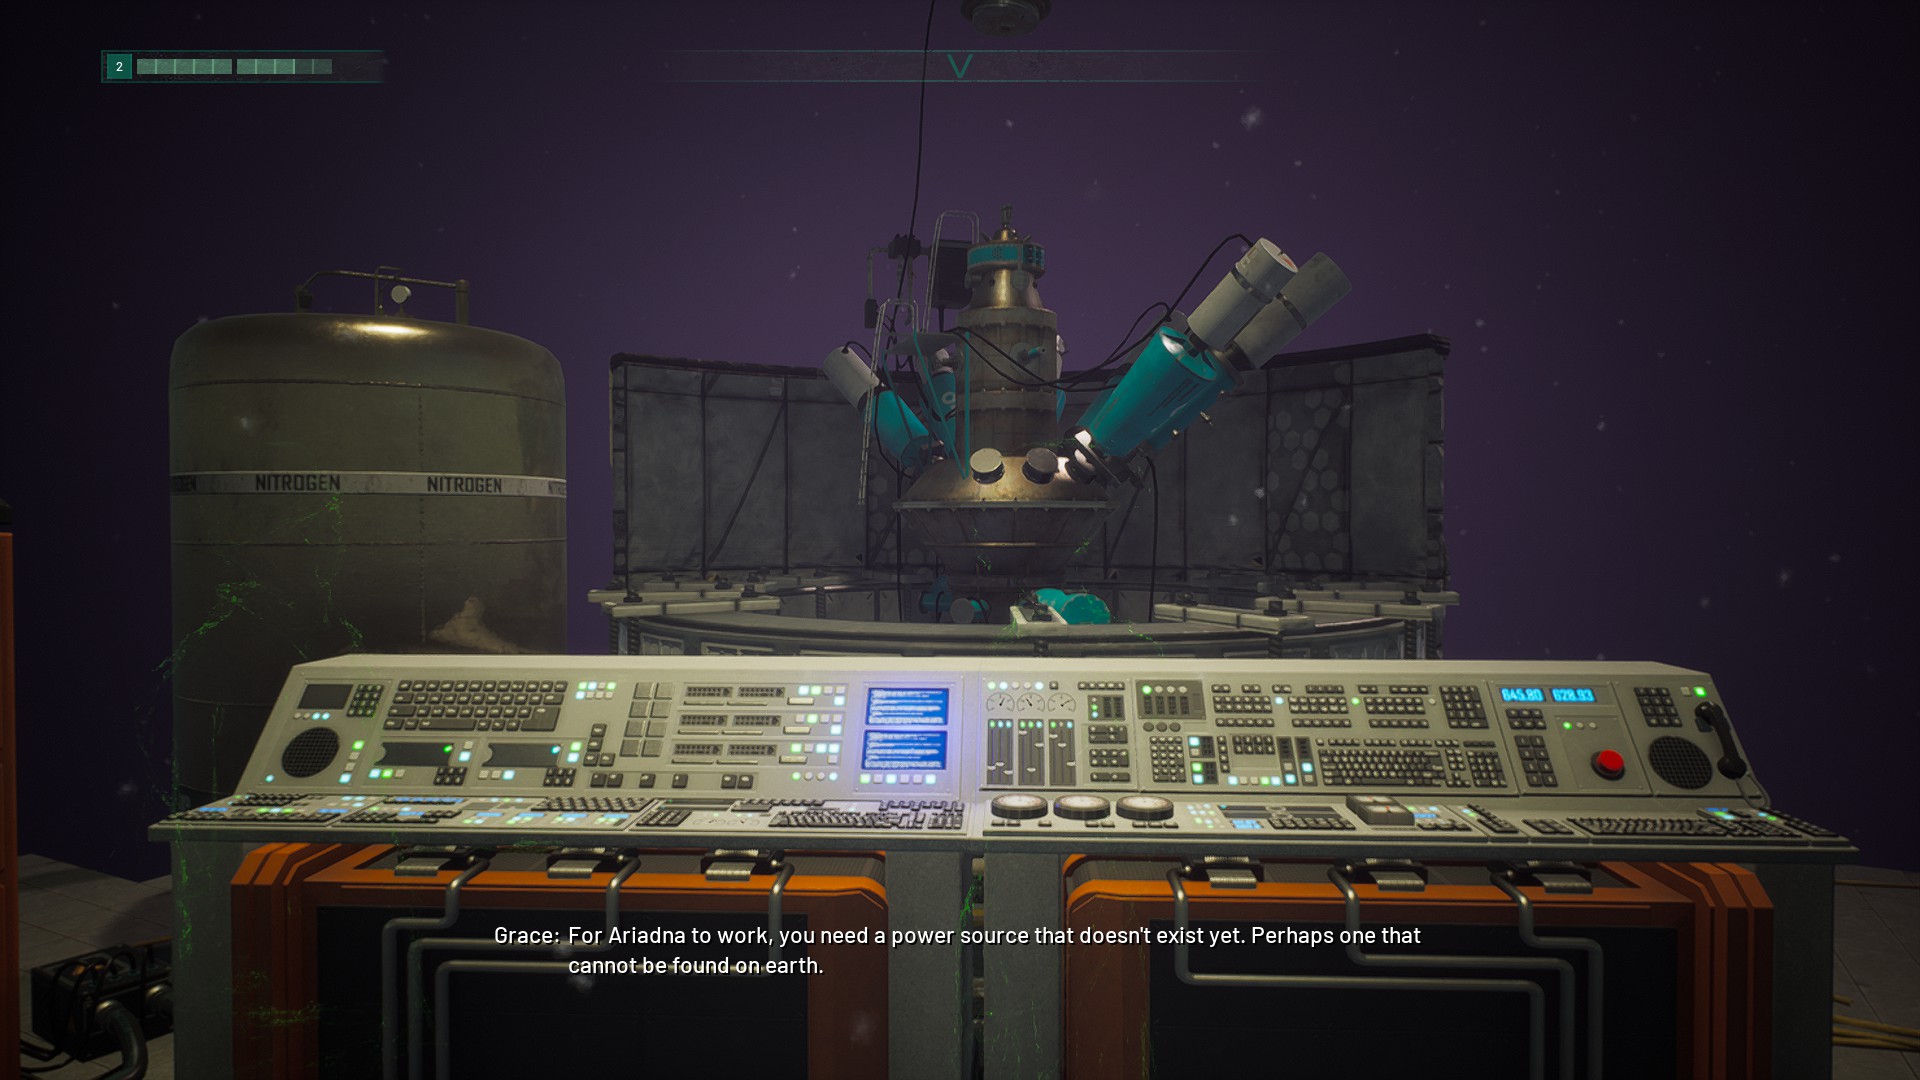 2
NITROGEN NITROGEN
645.80 628.93
Grace: For Ariadna to work, you need a power source that doesn't exist yet. Perhaps one that
cannot be found on earth.